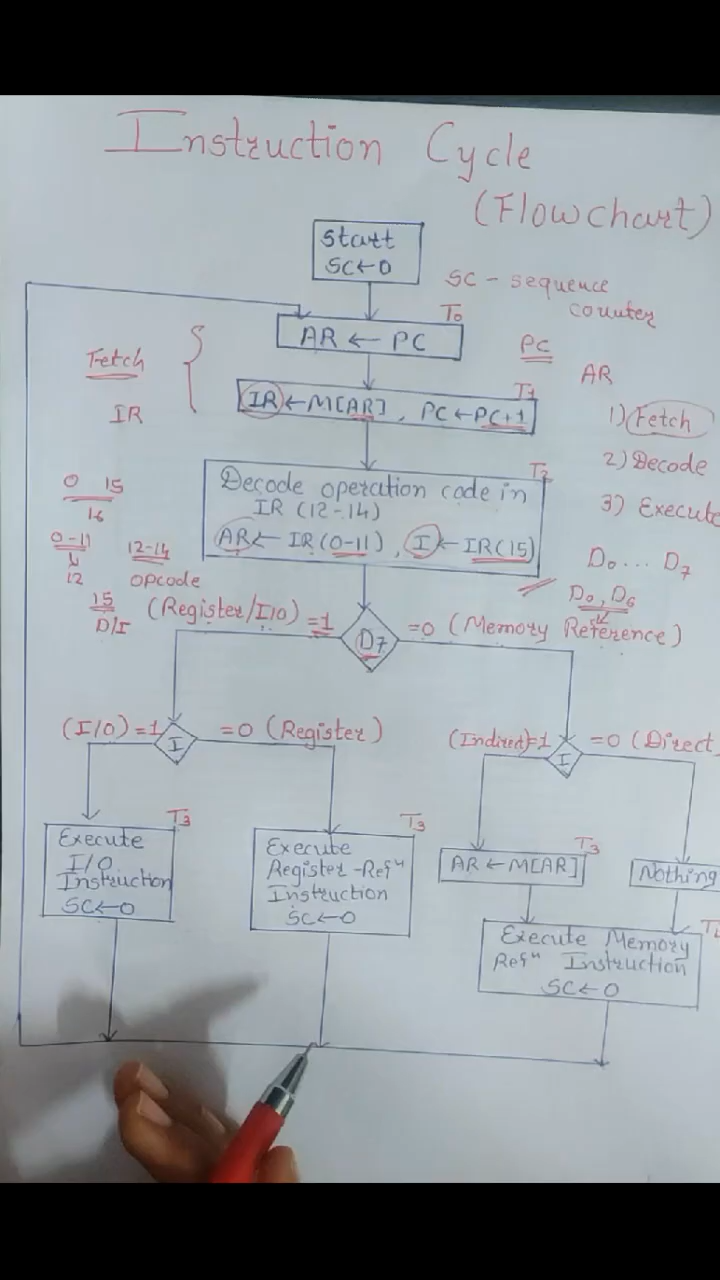 Instruction Cycle
(Flowchart)
Start
SC←0
SC - sequence
counter
T0
AR ← PC
PC
AR
Fetch
IR
T1
IR ← M[AR] , PC ← PC+1
1) Fetch
2) Decode
3) Execute
T2
Decode operation code in
IR (12-14)
AR ← IR(0-11) , I ← IR(15)
0 15
16
0-11
12
12-14
opcode
15
D/I
D0 ... D7
D0, D6
(Register/I/O) =1
D7
=0 (Memory Reference)
(I/O) =1
I
=0 (Register)
(Indirect)=1
I
=0 (Direct
T3
Execute
I/O
Instruction
SC←0
T3
Execute
Register-Refⁿ
Instruction
SC←0
T3
AR ← M[AR]
Nothing
Execute Memory
Refⁿ Instruction
SC←0